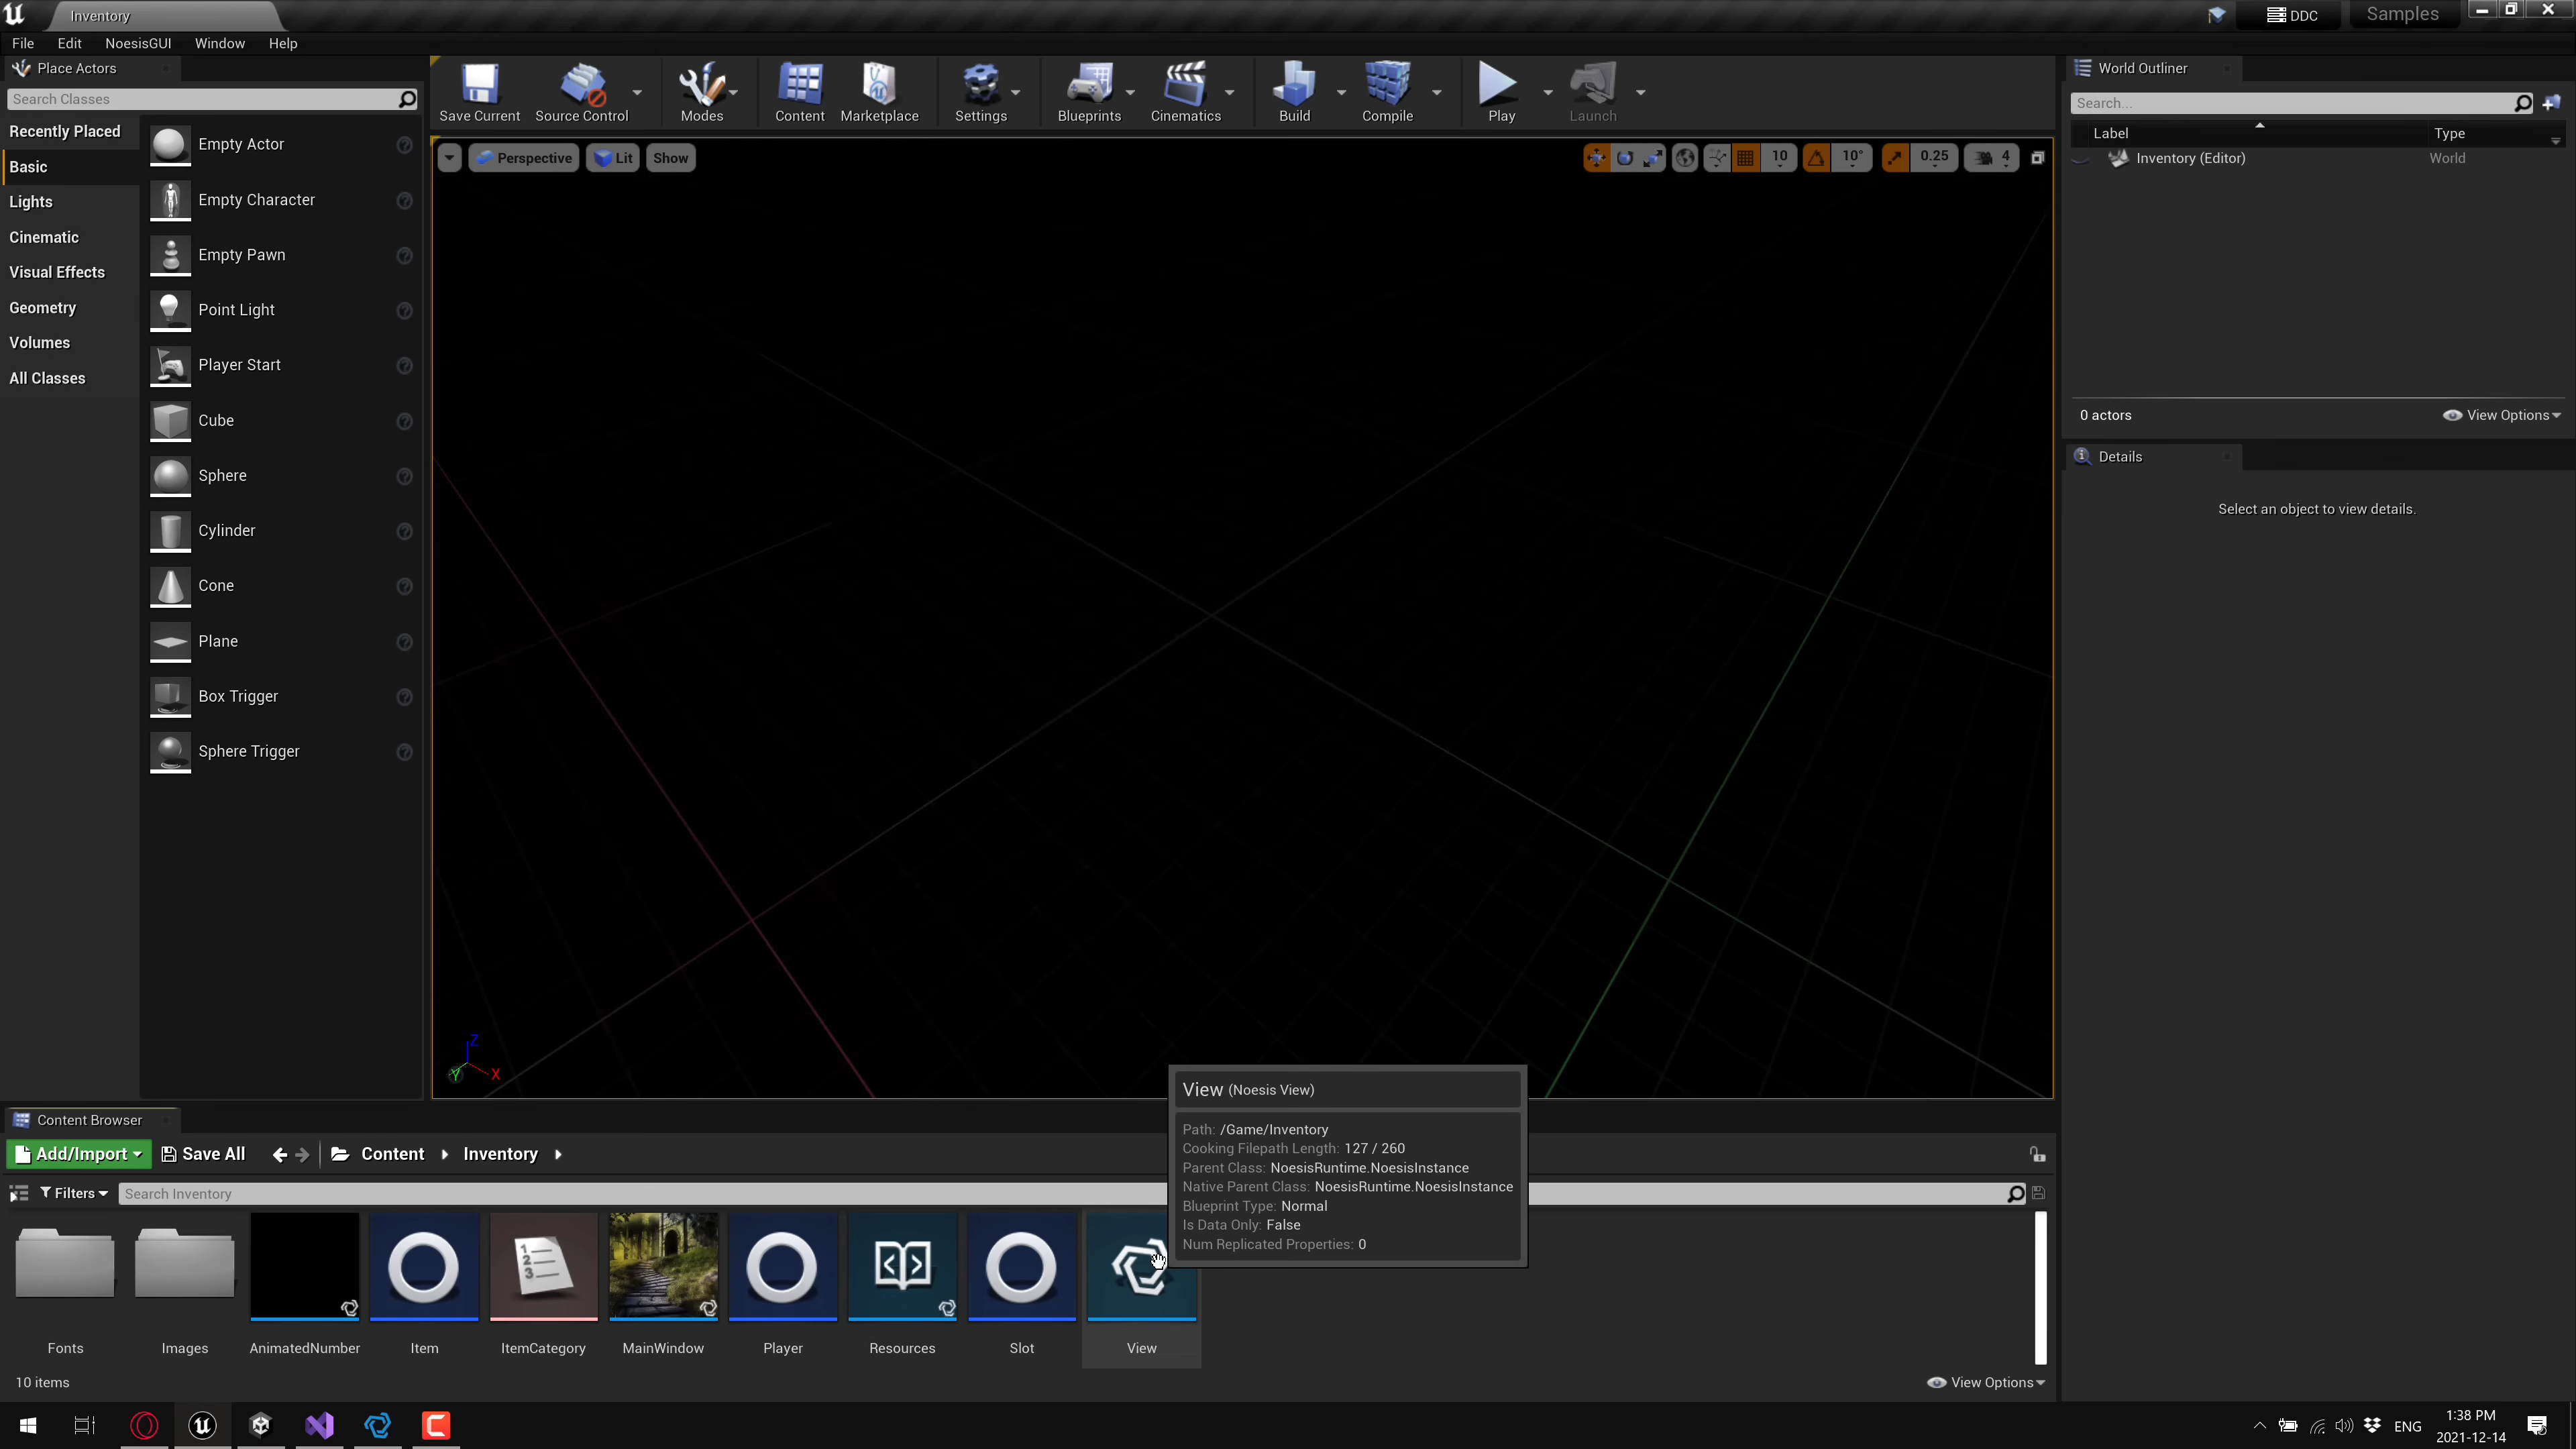 Inventory
DDC
Samples
File Edit NoesisGUI Window Help
Place Actors
Search Classes
Recently Placed
Basic
Lights
Cinematic
Visual Effects
Geometry
Volumes
All Classes
Empty Actor
Empty Character
Empty Pawn
Point Light
Player Start
Cube
Sphere
Cylinder
Cone
Plane
Box Trigger
Sphere Trigger
Save Current Source Control Modes Content Marketplace Settings Blueprints Cinematics Build Compile Play Launch
Perspective Lit Show
10 10° 0.25 4
Z
Y
X
World Outliner
Search...
Label Type
Inventory (Editor) World
0 actors View Options
Details
Select an object to view details.
View (Noesis View)
Path: /Game/Inventory
Cooking Filepath Length: 127 / 260
Parent Class: NoesisRuntime.NoesisInstance
Native Parent Class: NoesisRuntime.NoesisInstance
Blueprint Type: Normal
Is Data Only: False
Num Replicated Properties: 0
Content Browser
Add/Import Save All Content Inventory
Filters Search Inventory
1
2
3
Fonts Images AnimatedNumber Item ItemCategory MainWindow Player Resources Slot View
10 items View Options
ENG
1:38 PM
2021-12-14